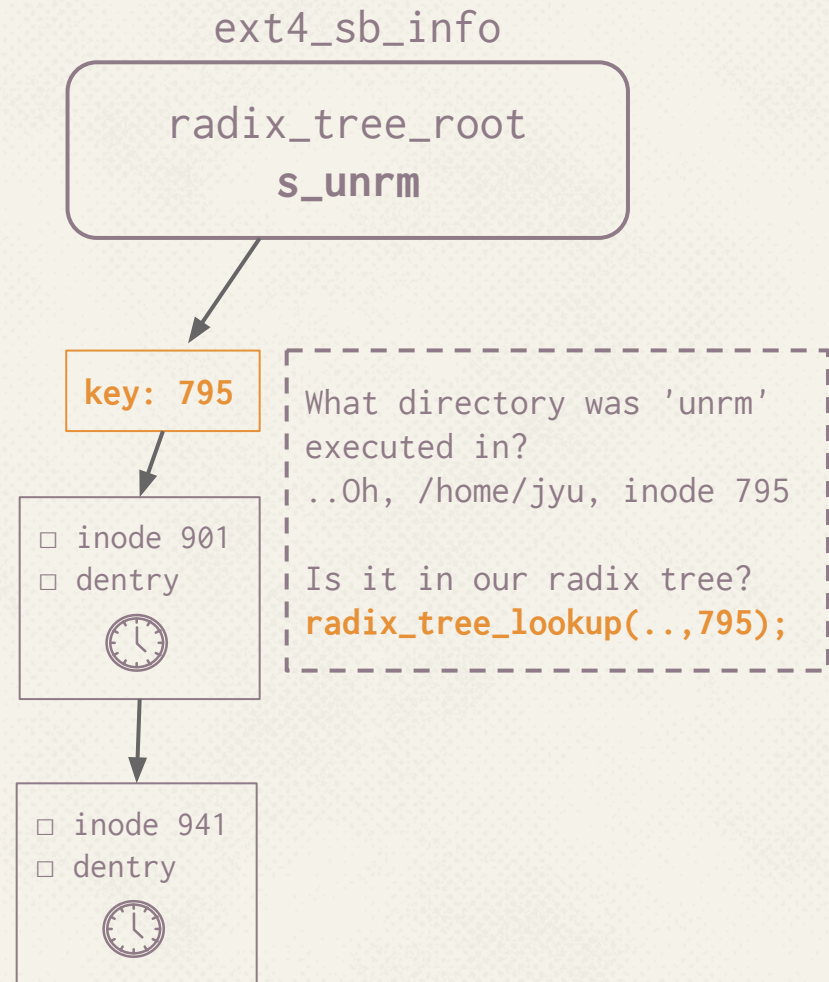 ext4_sb_info
radix_tree_root
s_unrm
key: 795
What directory was 'unrm'
executed in?
..Oh, /home/jyu, inode 795
Is it in our radix tree?
radix_tree_lookup(..,795);
□ inode 901
□ dentry
□ inode 941
□ dentry